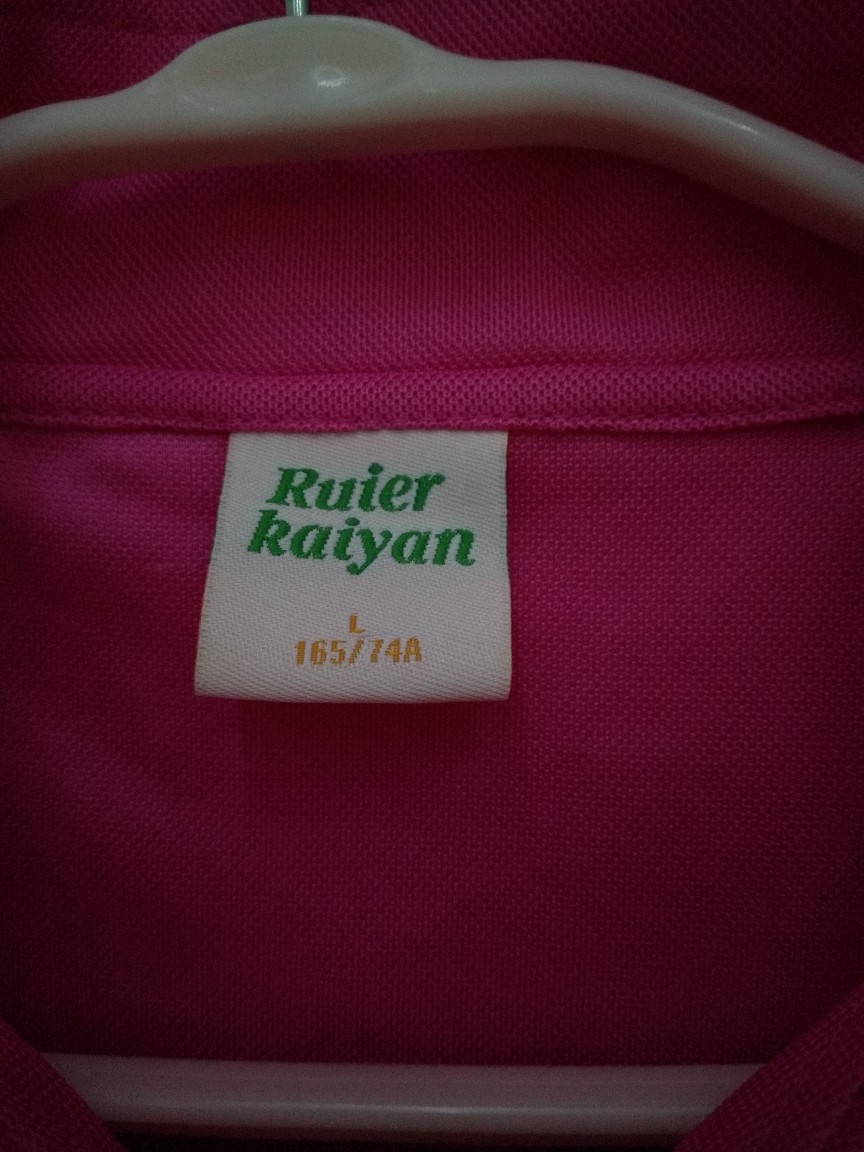 Ruier
kaiyan
L
165/74A